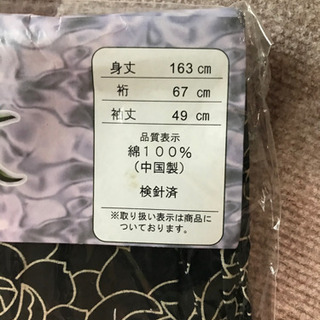 身丈 163 cm
裄 67 cm
袖丈 49 cm
品質表示
綿100%
(中国製)
検針済
※取り扱い表示は商品に
ついております。